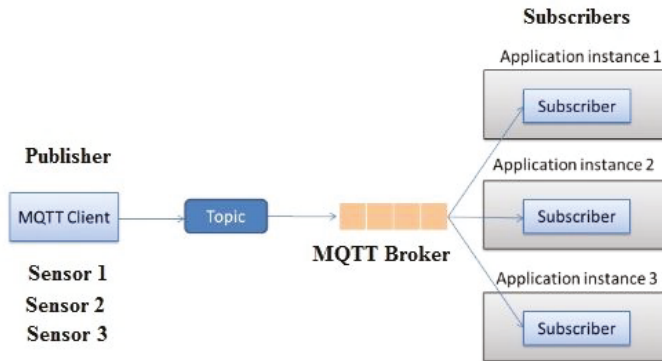 Subscribers
Application instance 1
Subscriber
Publisher
MQTT Client
Topic
MQTT Broker
Application instance 2
Subscriber
Sensor 1
Sensor 2
Sensor 3
Application instance 3
Subscriber